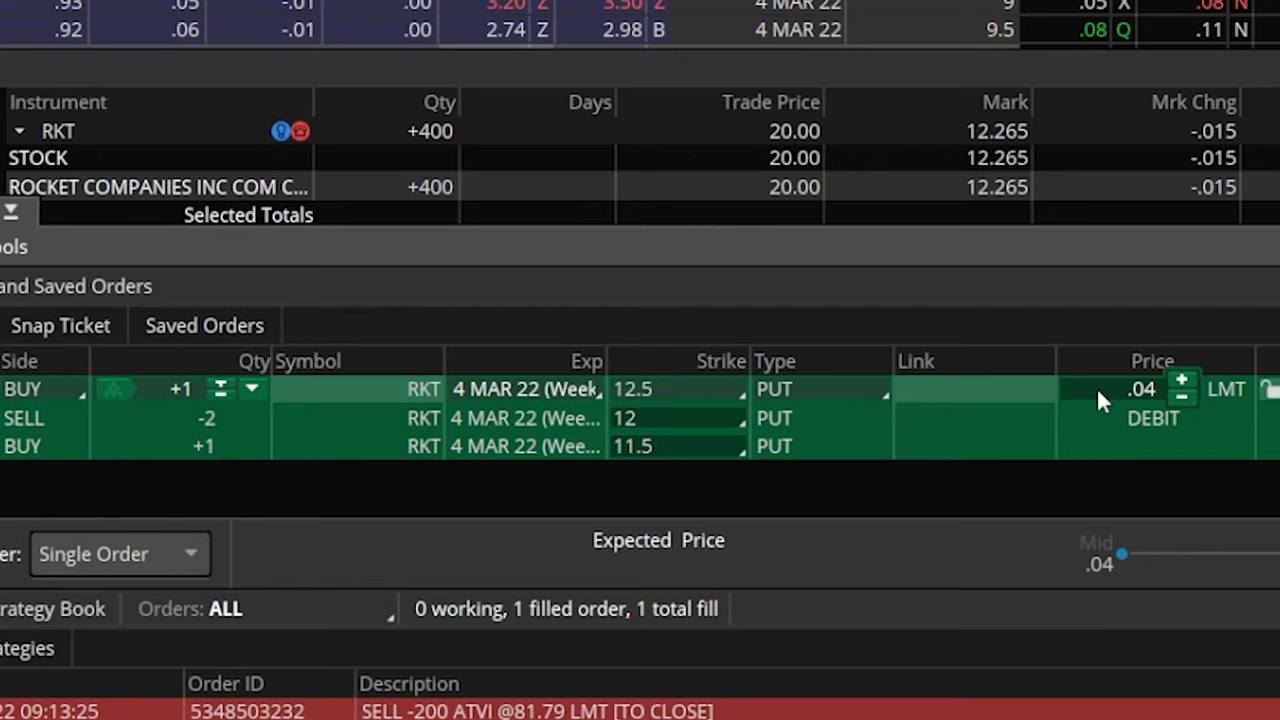 .93 .05 -.01 .00 3.20 Z 3.50 Z 4 MAR 22 9 .05 X .08 N
.92 .06 -.01 .00 2.74 Z 2.98 B 4 MAR 22 9.5 .08 Q .11 N
Instrument Qty Days Trade Price Mark Mrk Chng
RKT +400 20.00 12.265 -.015
STOCK 20.00 12.265 -.015
ROCKET COMPANIES INC COM C... +400 20.00 12.265 -.015
Selected Totals
ols
and Saved Orders
Snap Ticket Saved Orders
Side Qty Symbol Exp Strike Type Link Price
BUY +1 RKT 4 MAR 22 (Week 12.5 PUT .04 LMT
SELL -2 RKT 4 MAR 22 (Wee... 12 PUT DEBIT
BUY +1 RKT 4 MAR 22 (Wee... 11.5 PUT
er: Single Order Expected Price Mid
.04
rategy Book Orders: ALL 0 working, 1 filled order, 1 total fill
ategies
Order ID Description
22 09:13:25 5348503232 SELL -200 ATVI @81.79 LMT [TO CLOSE]